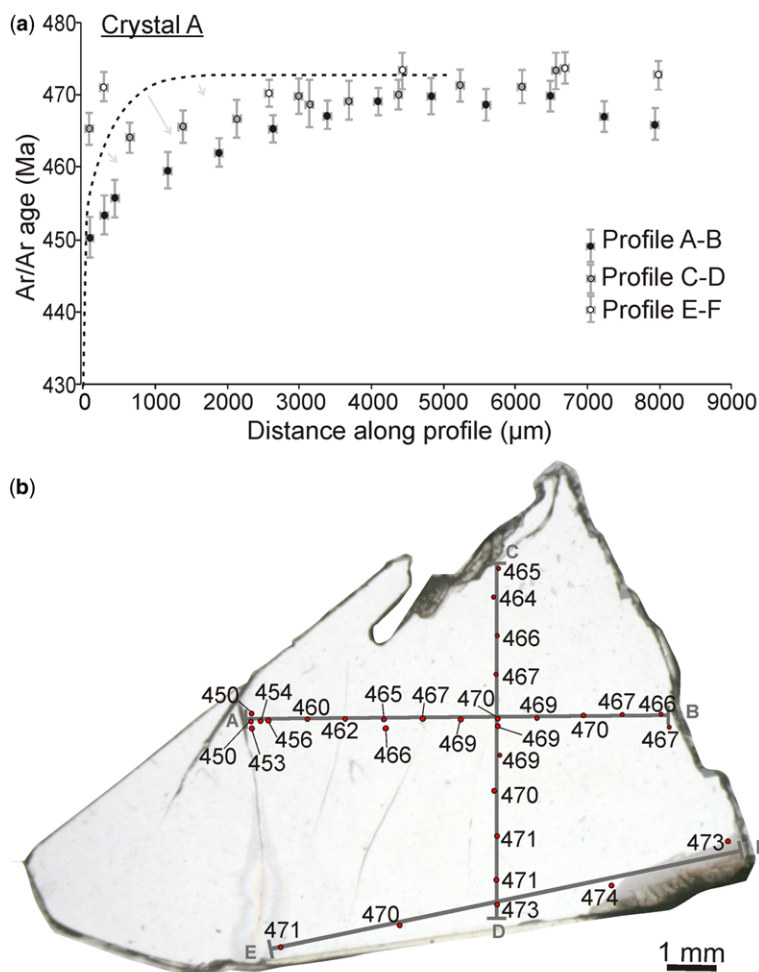 (a)
Crystal A
480
470
460
450
440
430
Ar/Ar age (Ma)
Profile A-B
Profile C-D
Profile E-F
0 1000 2000 3000 4000 5000 6000 7000 8000 9000
Distance along profile (µm)
(b)
C
465
464
466
467
450 454 460 465 467 470 469 470 467 466
A B
450 453 456 462 466 469 469 467
469
470
471
471
473
D
E 471 470 474 473
1 mm